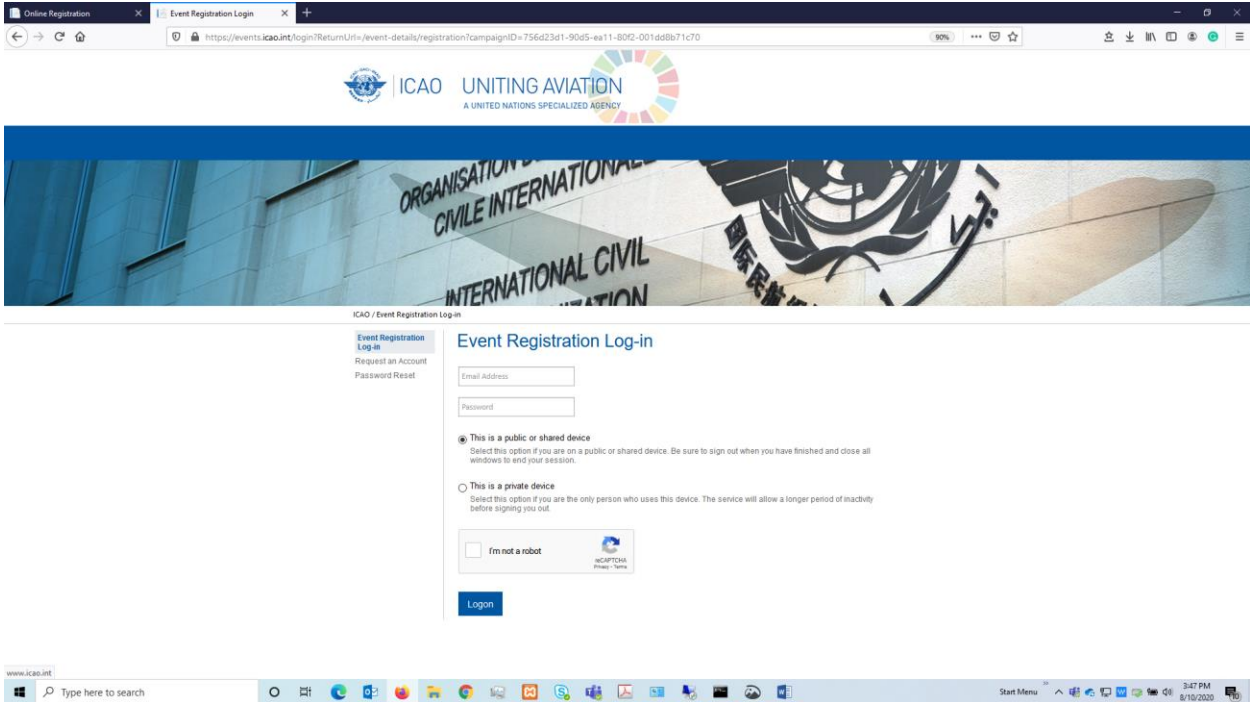 Online Registration
Event Registration Login
https://events.icao.int/login?ReturnUrl=/event-details/registration?campaignID=756d23d1-90d5-ea11-80f2-001dd8b71c70
90%
ICAO
UNITING AVIATION
A UNITED NATIONS SPECIALIZED AGENCY
ORGANISATION
CIVILE INTERNATIONALE
INTERNATIONAL CIVIL
国际民航
ICAO / Event Registration Log-in
Event Registration
Log-in
Request an Account
Password Reset
Event Registration Log-in
Email Address
Password
This is a public or shared device
Select this option if you are on a public or shared device. Be sure to sign out when you have finished and close all
windows to end your session.
This is a private device
Select this option if you are the only person who uses this device. The service will allow a longer period of inactivity
before signing you out.
I'm not a robot
reCAPTCHA
Privacy - Terms
Logon
www.icao.int
Type here to search
Start Menu
3:47 PM
8/10/2020